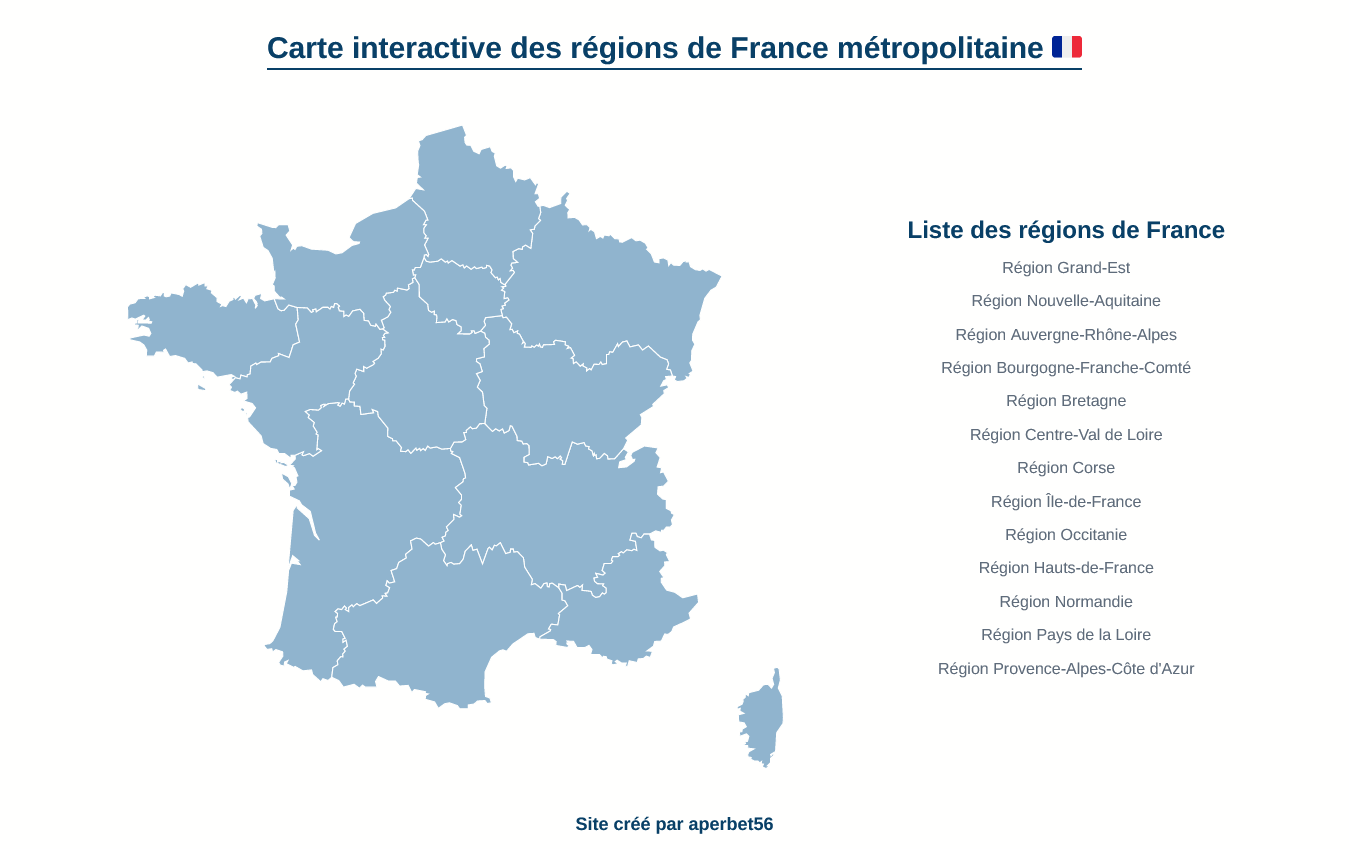 Carte interactive des régions de France métropolitaine
Liste des régions de France
Région Grand-Est
Région Nouvelle-Aquitaine
Région Auvergne-Rhône-Alpes
Région Bourgogne-Franche-Comté
Région Bretagne
Région Centre-Val de Loire
Région Corse
Région Île-de-France
Région Occitanie
Région Hauts-de-France
Région Normandie
Région Pays de la Loire
Région Provence-Alpes-Côte d'Azur
Site créé par aperbet56